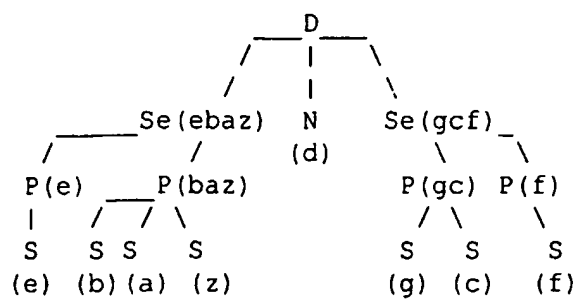 D
Se(ebaz) N Se(gcf)
(d)
P(e) P(baz) P(gc) P(f)
S S S S S S S
(e) (b) (a) (z) (g) (c) (f)